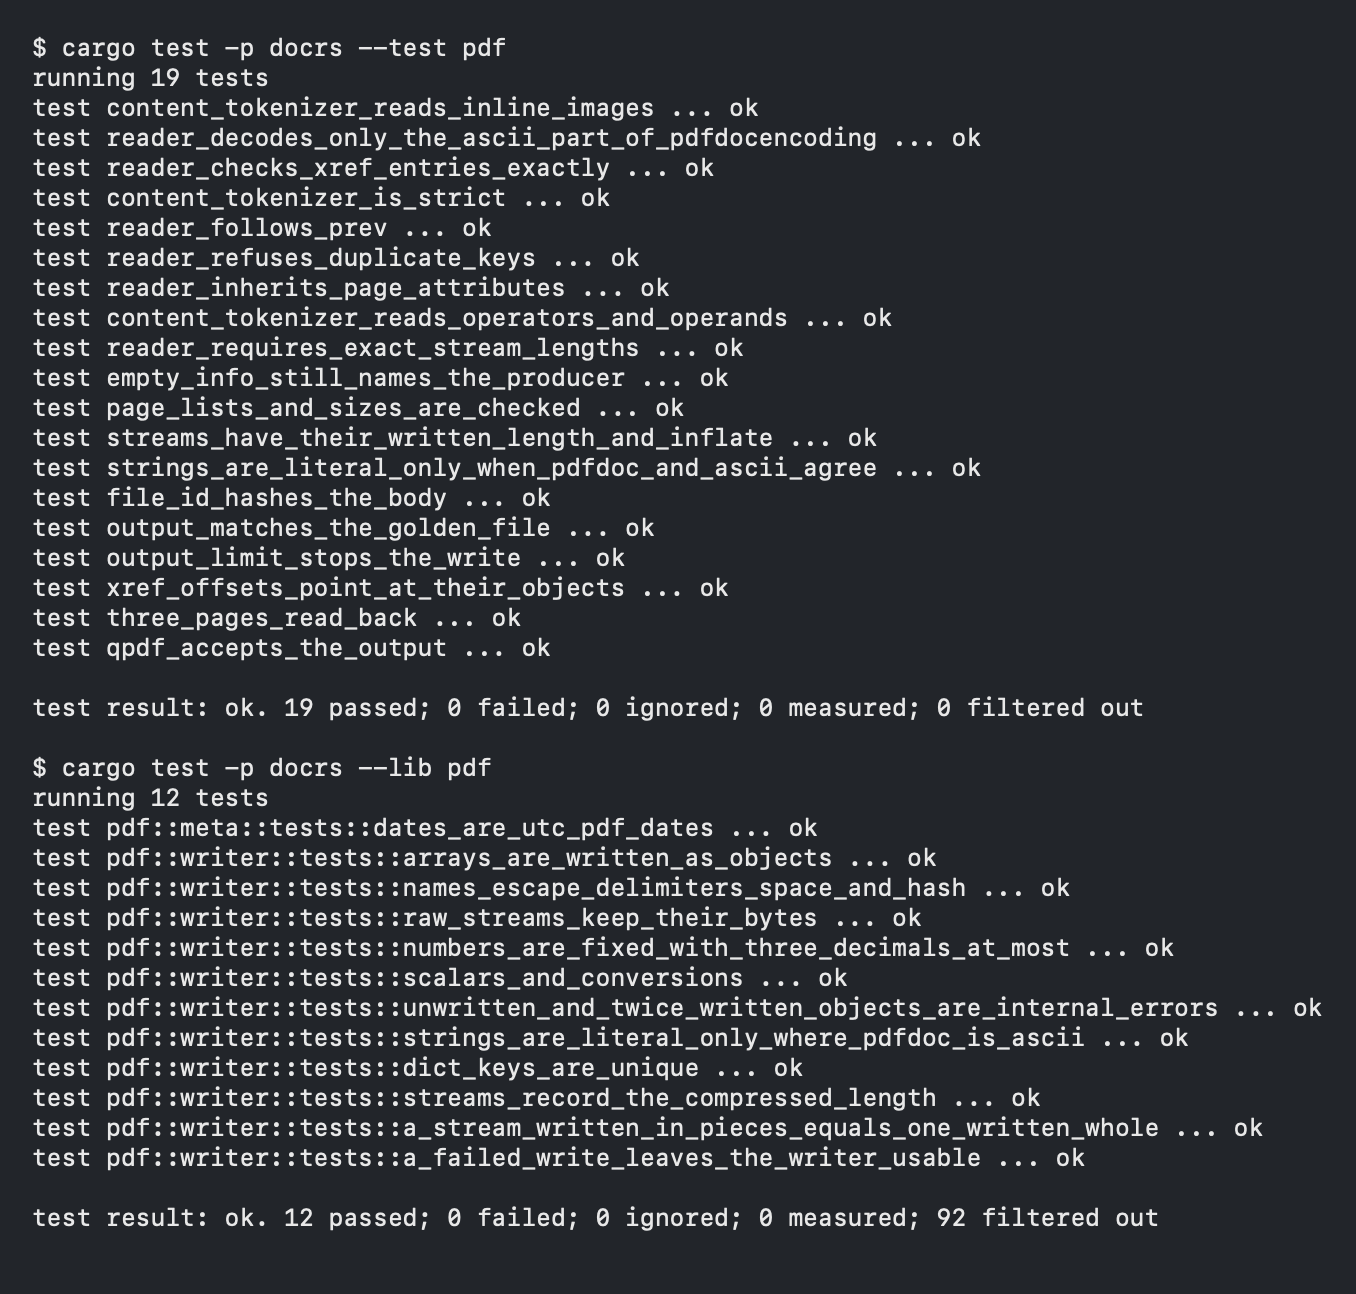 $ cargo test -p docrs --test pdf
running 19 tests
test content_tokenizer_reads_inline_images ... ok
test reader_decodes_only_the_ascii_part_of_pdfdocencoding ... ok
test reader_checks_xref_entries_exactly ... ok
test content_tokenizer_is_strict ... ok
test reader_follows_prev ... ok
test reader_refuses_duplicate_keys ... ok
test reader_inherits_page_attributes ... ok
test content_tokenizer_reads_operators_and_operands ... ok
test reader_requires_exact_stream_lengths ... ok
test empty_info_still_names_the_producer ... ok
test page_lists_and_sizes_are_checked ... ok
test streams_have_their_written_length_and_inflate ... ok
test strings_are_literal_only_when_pdfdoc_and_ascii_agree ... ok
test file_id_hashes_the_body ... ok
test output_matches_the_golden_file ... ok
test output_limit_stops_the_write ... ok
test xref_offsets_point_at_their_objects ... ok
test three_pages_read_back ... ok
test qpdf_accepts_the_output ... ok

test result: ok. 19 passed; 0 failed; 0 ignored; 0 measured; 0 filtered out

$ cargo test -p docrs --lib pdf
running 12 tests
test pdf::meta::tests::dates_are_utc_pdf_dates ... ok
test pdf::writer::tests::arrays_are_written_as_objects ... ok
test pdf::writer::tests::names_escape_delimiters_space_and_hash ... ok
test pdf::writer::tests::raw_streams_keep_their_bytes ... ok
test pdf::writer::tests::numbers_are_fixed_with_three_decimals_at_most ... ok
test pdf::writer::tests::scalars_and_conversions ... ok
test pdf::writer::tests::unwritten_and_twice_written_objects_are_internal_errors ... ok
test pdf::writer::tests::strings_are_literal_only_where_pdfdoc_is_ascii ... ok
test pdf::writer::tests::dict_keys_are_unique ... ok
test pdf::writer::tests::streams_record_the_compressed_length ... ok
test pdf::writer::tests::a_stream_written_in_pieces_equals_one_written_whole ... ok
test pdf::writer::tests::a_failed_write_leaves_the_writer_usable ... ok

test result: ok. 12 passed; 0 failed; 0 ignored; 0 measured; 92 filtered out